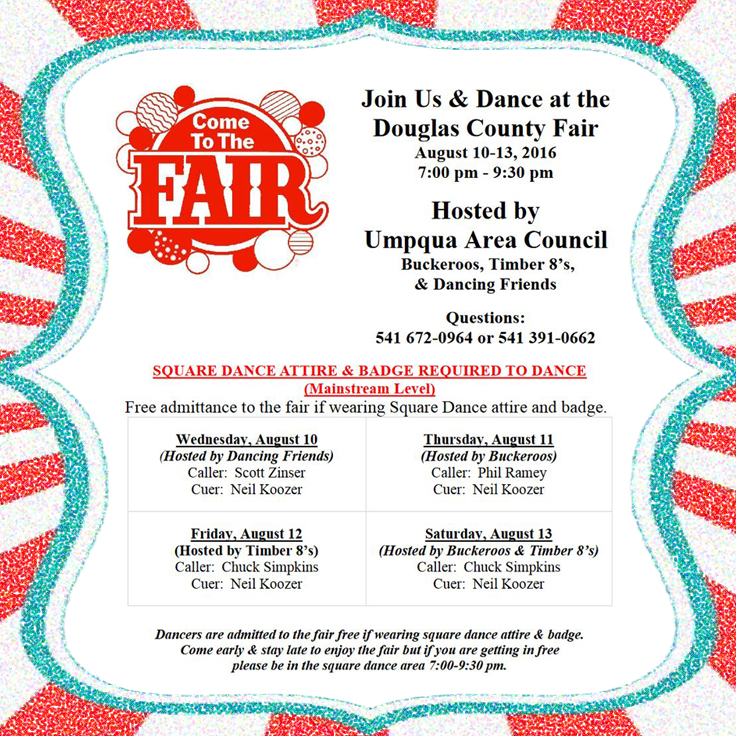 Come
To The
FAIR
Join Us & Dance at the
Douglas County Fair
August 10-13, 2016
7:00 pm - 9:30 pm
Hosted by
Umpqua Area Council
Buckeroos, Timber 8’s,
& Dancing Friends
Questions:
541 672-0964 or 541 391-0662
SQUARE DANCE ATTIRE & BADGE REQUIRED TO DANCE
(Mainstream Level)
Free admittance to the fair if wearing Square Dance attire and badge.
Wednesday, August 10
(Hosted by Dancing Friends)
Caller: Scott Zinser
Cuer: Neil Koozer
Thursday, August 11
(Hosted by Buckeroos)
Caller: Phil Ramey
Cuer: Neil Koozer
Friday, August 12
(Hosted by Timber 8’s)
Caller: Chuck Simpkins
Cuer: Neil Koozer
Saturday, August 13
(Hosted by Buckeroos & Timber 8’s)
Caller: Chuck Simpkins
Cuer: Neil Koozer
Dancers are admitted to the fair free if wearing square dance attire & badge.
Come early & stay late to enjoy the fair but if you are getting in free
please be in the square dance area 7:00-9:30 pm.